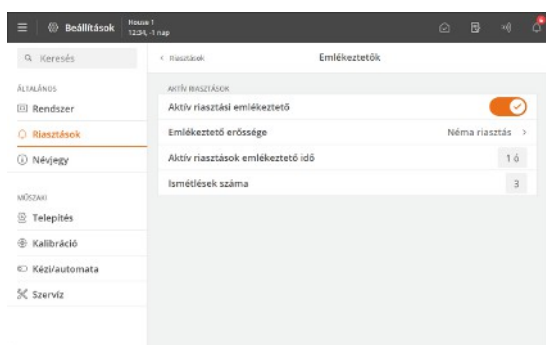 Beállítások
House 1
12:34, -1 nap
Keresés
Riasztások
Emlékeztetők
ÁLTALÁNOS
Rendszer
Riasztások
Névjegy
MŰSZAKI
Telepítés
Kalibráció
Kézi/automata
Szervíz
AKTÍV RIASZTÁSOK
Aktív riasztási emlékeztető
Emlékeztető erőssége
Néma riasztás
Aktív riasztások emlékeztető idő
1 ó
Ismétlések száma
3